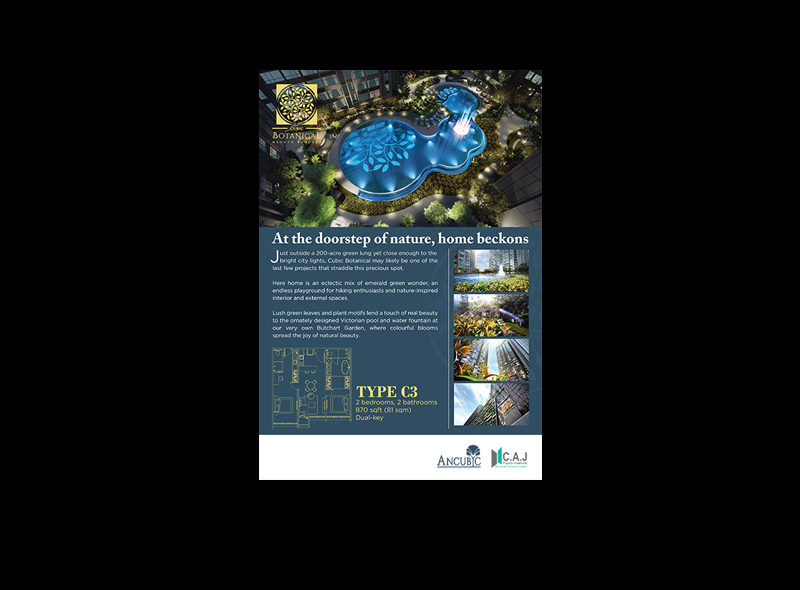 CUBIC
BOTANICAL
At the doorstep of nature, home beckons
Just outside a 200-acre green lung yet close enough to the
bright city lights, Cubic Botanical may likely be one of the
last few projects that straddle this precious spot.
Here home is an eclectic mix of emerald green wonder, an
endless playground for hiking enthusiasts and nature-inspired
interior and external spaces.
Lush green leaves and plant motifs lend a touch of real beauty
to the ornately designed Victorian pool and water fountain at
our very own Butchart Garden, where colourful blooms
spread the joy of natural beauty.
TYPE C3
2 bedrooms, 2 bathrooms
870 sqft (81 sqm)
Dual-key
ANCUBIC
C.A.J